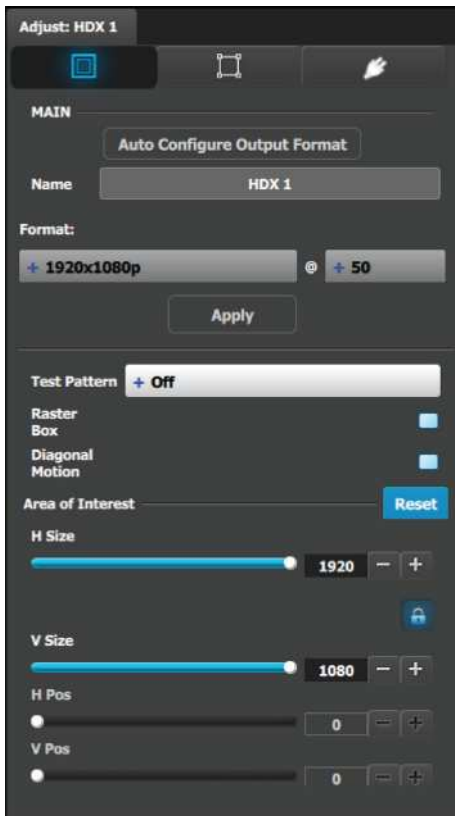 Adjust: HDX 1
MAIN
Auto Configure Output Format
Name HDX 1
Format:
+ 1920x1080p @ + 50
Apply
Test Pattern + Off
Raster
Box
Diagonal
Motion
Area of Interest Reset
H Size
1920 − +
V Size
1080 − +
H Pos
0 − +
V Pos
0 − +